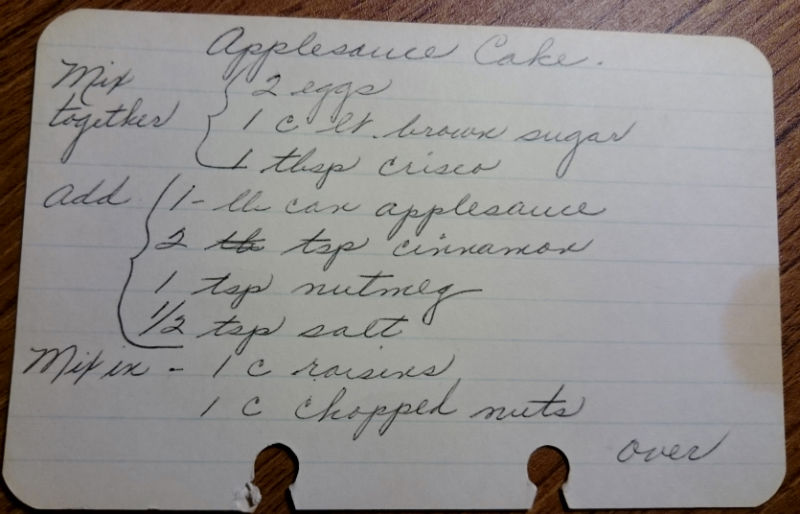 Applesauce Cake.
Mix together
2 eggs
1 c lt. brown sugar
1 tbsp crisco
add
1-lb can applesauce
2 tb tsp cinnamon
1 tsp nutmeg
1/2 tsp salt
Mix in - 1 c raisins
1 c chopped nuts
over